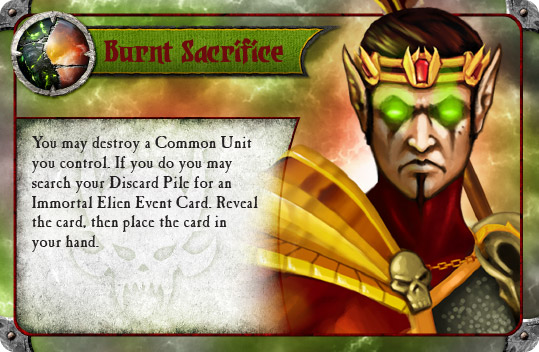 Burnt Sacrifice
You may destroy a Common Unit
you control. If you do you may
search your Discard Pile for an
Immortal Elien Event Card. Reveal
the card, then place the card in
your hand.